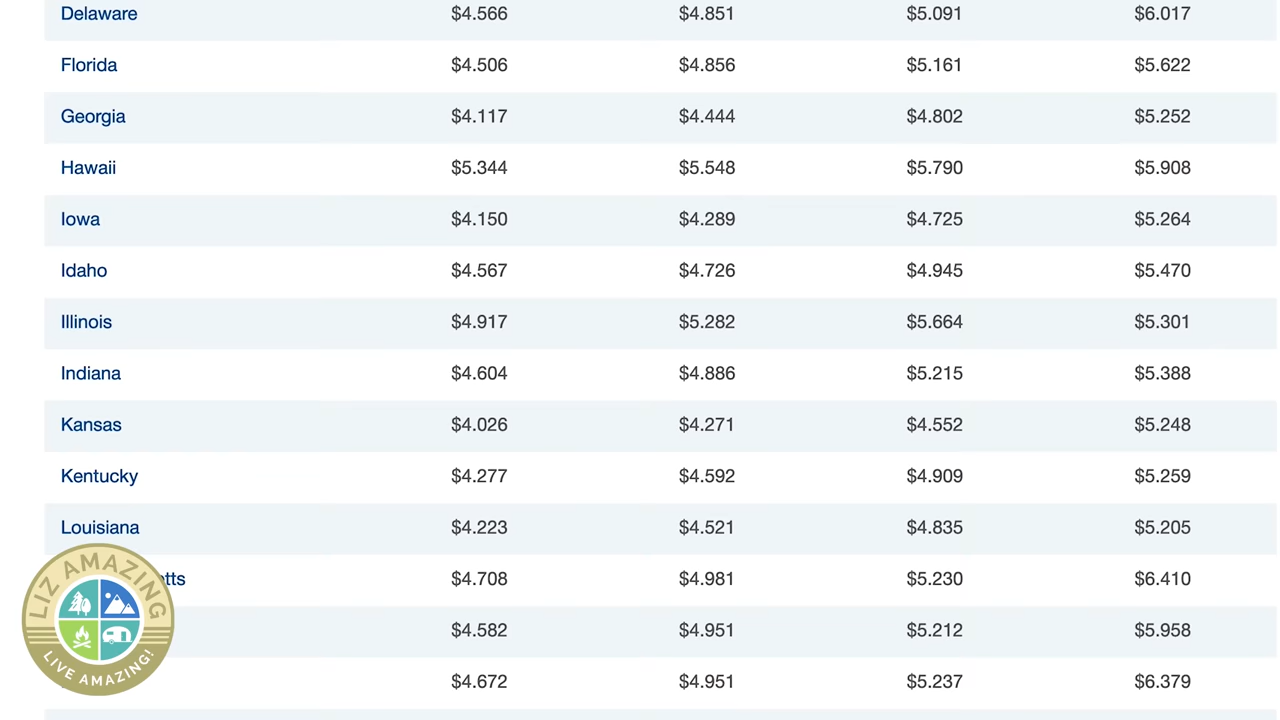 Delaware $4.566 $4.851 $5.091 $6.017
Florida $4.506 $4.856 $5.161 $5.622
Georgia $4.117 $4.444 $4.802 $5.252
Hawaii $5.344 $5.548 $5.790 $5.908
Iowa $4.150 $4.289 $4.725 $5.264
Idaho $4.567 $4.726 $4.945 $5.470
Illinois $4.917 $5.282 $5.664 $5.301
Indiana $4.604 $4.886 $5.215 $5.388
Kansas $4.026 $4.271 $4.552 $5.248
Kentucky $4.277 $4.592 $4.909 $5.259
Louisiana $4.223 $4.521 $4.835 $5.205
$4.708 $4.981 $5.230 $6.410
$4.582 $4.951 $5.212 $5.958
$4.672 $4.951 $5.237 $6.379
LIZ AMAZING
LIVE AMAZING!